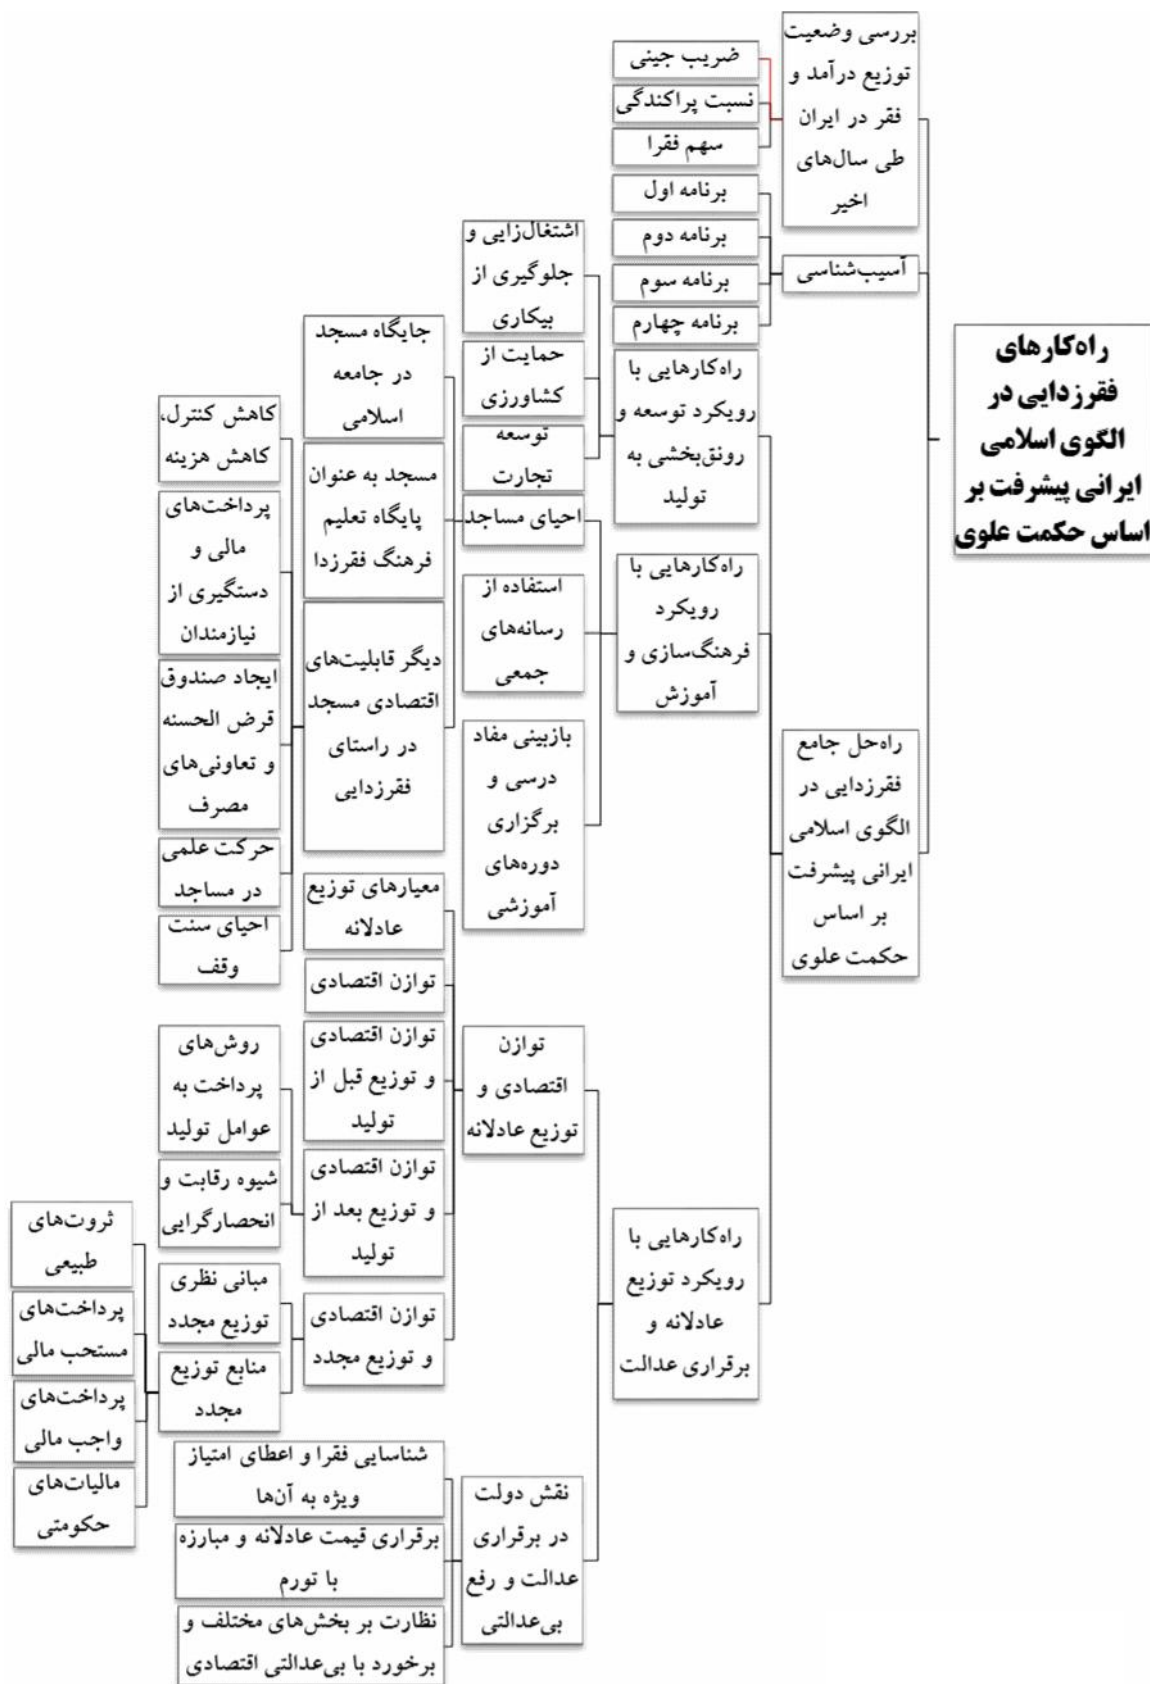 راه‌کارهای
فقرزدایی در
الگوی اسلامی
ایرانی پیشرفت بر
اساس حکمت علوی
بررسی وضعیت
توزیع درآمد و
فقر در ایران
طی سال‌های
اخیر
ضریب جینی
نسبت پراکندگی
سهم فقرا
آسیب‌شناسی
برنامه اول
برنامه دوم
برنامه سوم
برنامه چهارم
راه‌حل جامع
فقرزدایی در
الگوی اسلامی
ایرانی پیشرفت
بر اساس
حکمت علوی
راه‌کارهایی با
رویکرد توسعه و
رونق‌بخشی به
تولید
اشتغال‌زایی و
جلوگیری از
بیکاری
حمایت از
کشاورزی
توسعه
تجارت
راه‌کارهایی با
رویکرد
فرهنگ‌سازی و
آموزش
احیای مساجد
جایگاه مسجد
در جامعه
اسلامی
مسجد به عنوان
پایگاه تعلیم
فرهنگ فقرزدا
دیگر قابلیت‌های
اقتصادی مسجد
در راستای
فقرزدایی
کاهش کنترل،
کاهش هزینه
پرداخت‌های
مالی و
دستگیری از
نیازمندان
ایجاد صندوق
قرض الحسنه
و تعاونی‌های
مصرف
حرکت علمی
در مساجد
احیای سنت
وقف
استفاده از
رسانه‌های
جمعی
بازبینی مفاد
درسی و
برگزاری
دوره‌های
آموزشی
راه‌کارهایی با
رویکرد توزیع
عادلانه و
برقراری عدالت
توازن
اقتصادی و
توزیع عادلانه
معیارهای توزیع
عادلانه
توازن اقتصادی
توازن اقتصادی
و توزیع قبل از
تولید
توازن اقتصادی
و توزیع بعد از
تولید
روش‌های
پرداخت به
عوامل تولید
شیوه رقابت و
انحصارگرایی
توازن اقتصادی
و توزیع مجدد
مبانی نظری
توزیع مجدد
منابع توزیع
مجدد
ثروت‌های
طبیعی
پرداخت‌های
مستحب مالی
پرداخت‌های
واجب مالی
مالیات‌های
حکومتی
نقش دولت
در برقراری
عدالت و رفع
بی‌عدالتی
شناسایی فقرا و اعطای امتیاز
ویژه به آن‌ها
برقراری قیمت عادلانه و مبارزه
با تورم
نظارت بر بخش‌های مختلف و
برخورد با بی‌عدالتی اقتصادی